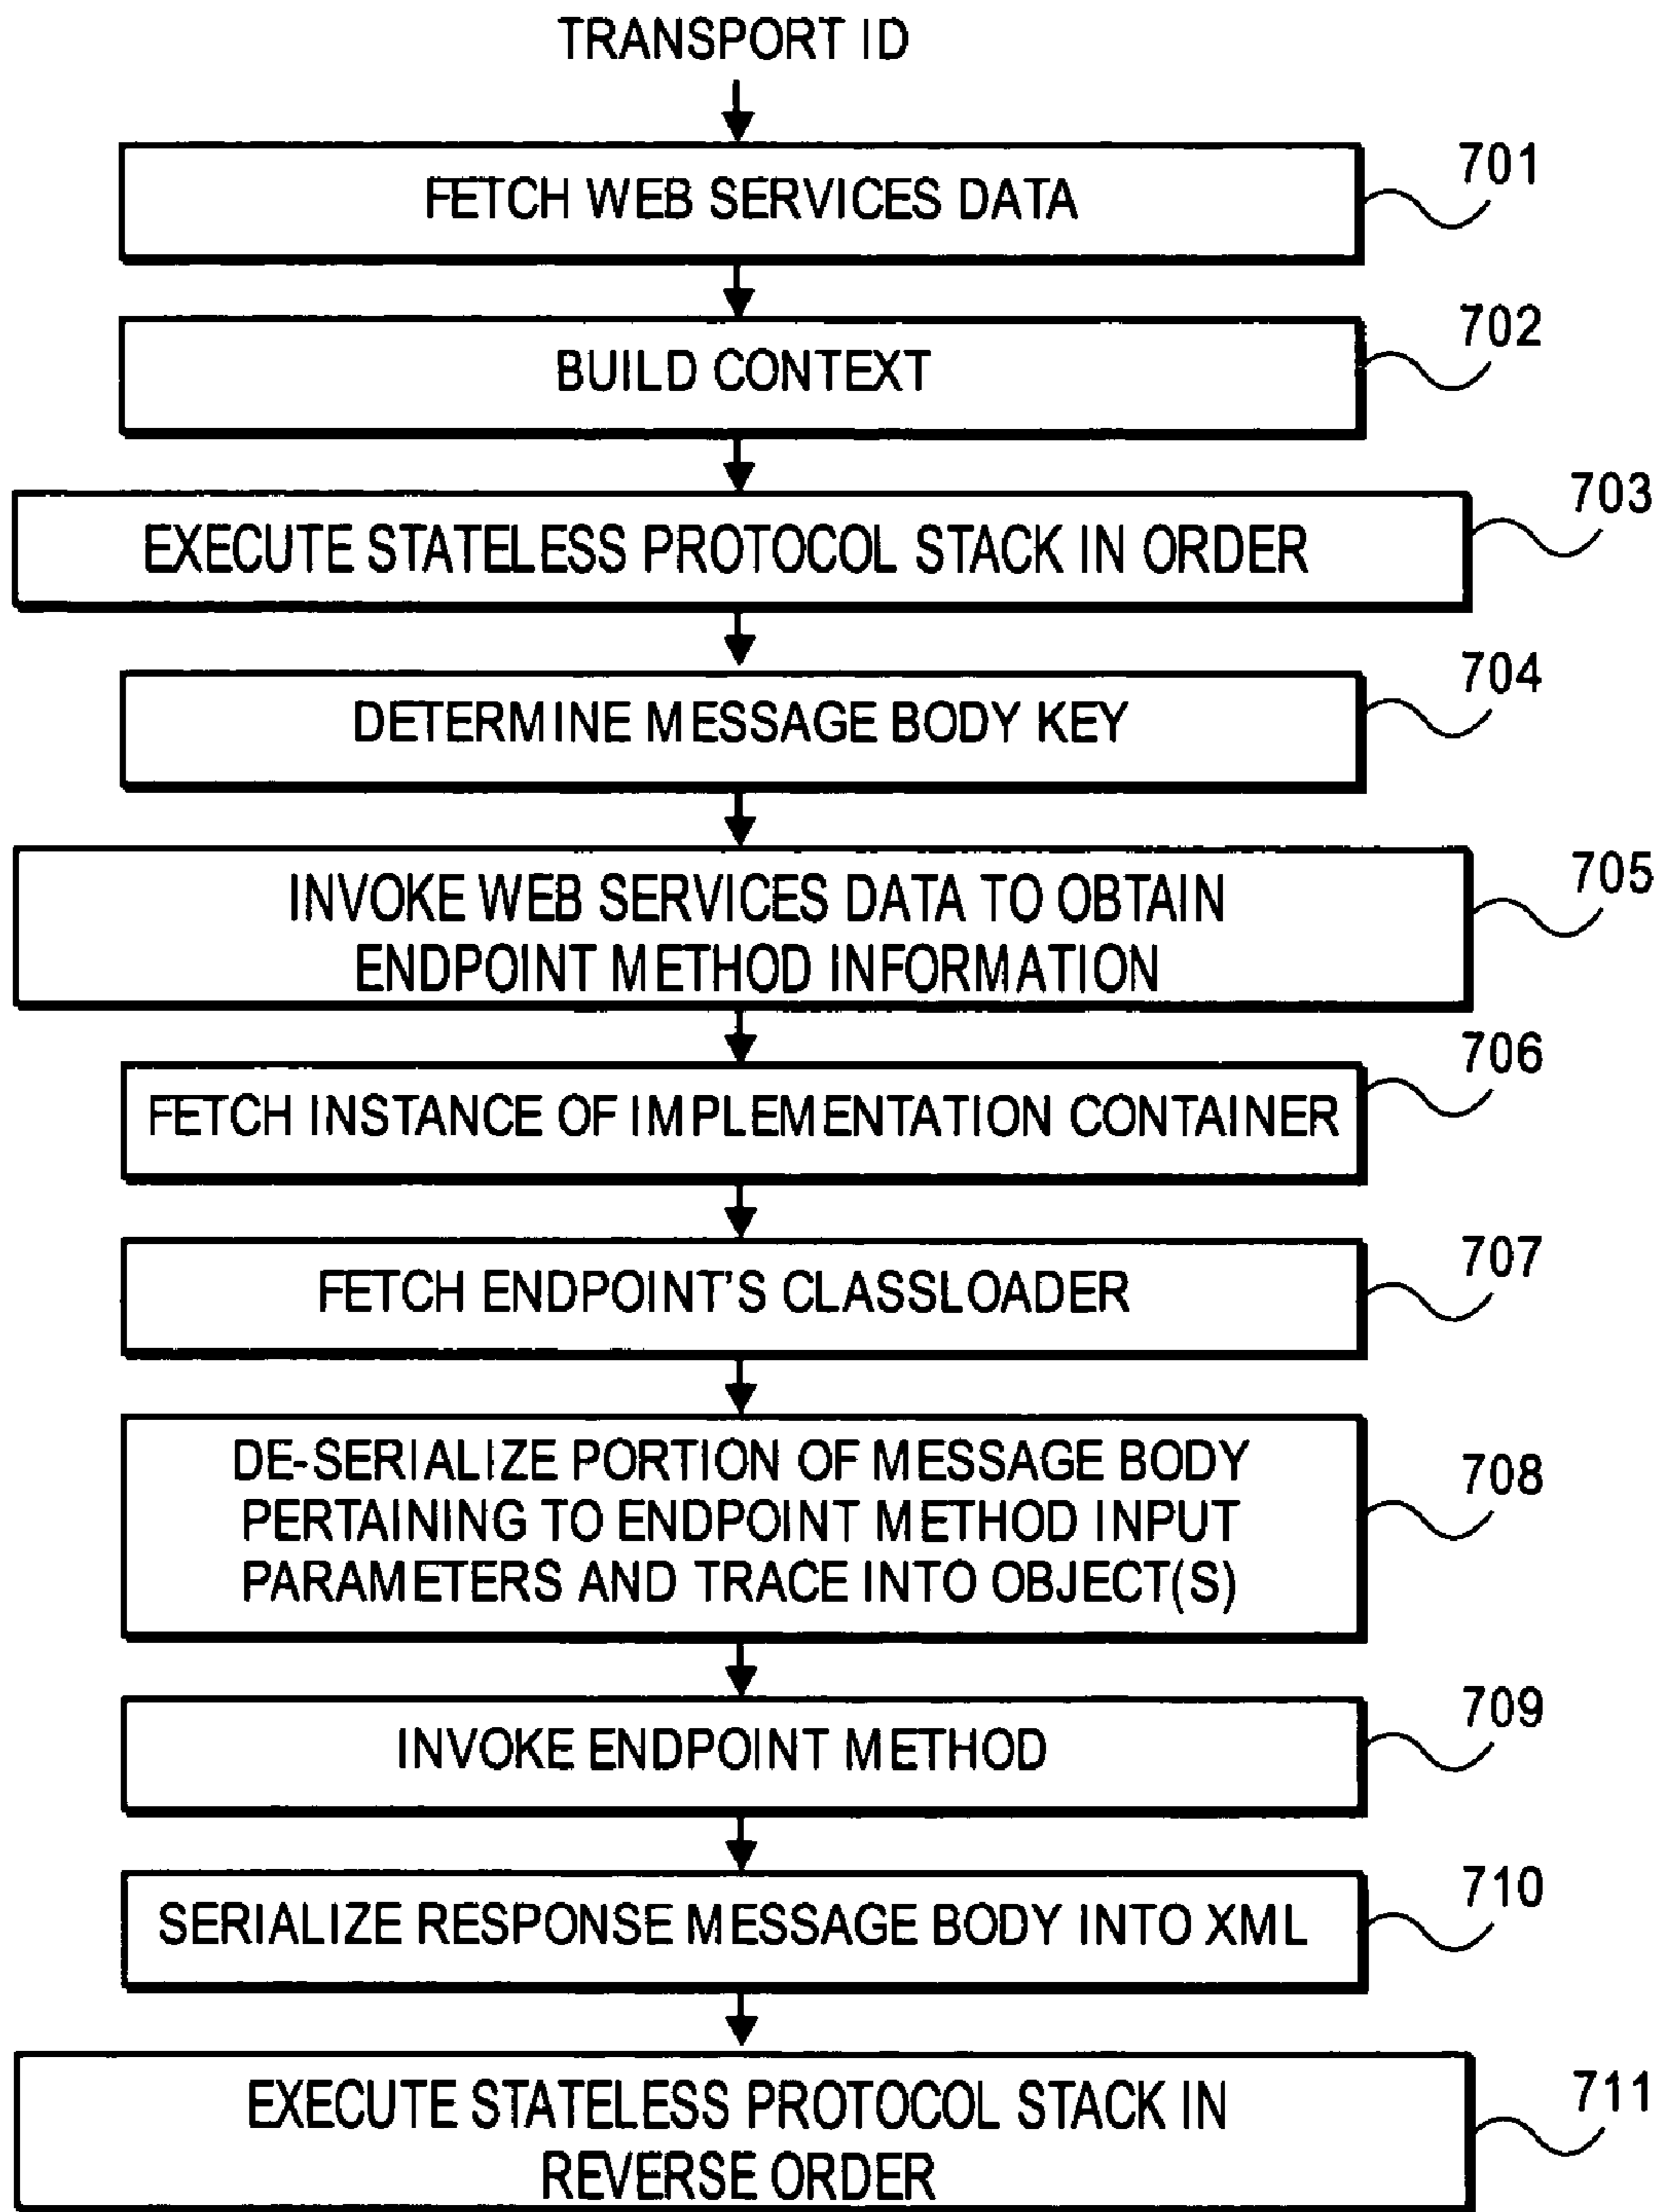 TRANSPORT ID
FETCH WEB SERVICES DATA
701
BUILD CONTEXT
702
EXECUTE STATELESS PROTOCOL STACK IN ORDER
703
DETERMINE MESSAGE BODY KEY
704
INVOKE WEB SERVICES DATA TO OBTAIN
ENDPOINT METHOD INFORMATION
705
FETCH INSTANCE OF IMPLEMENTATION CONTAINER
706
FETCH ENDPOINT'S CLASSLOADER
707
DE-SERIALIZE PORTION OF MESSAGE BODY
PERTAINING TO ENDPOINT METHOD INPUT
PARAMETERS AND TRACE INTO OBJECT(S)
708
INVOKE ENDPOINT METHOD
709
SERIALIZE RESPONSE MESSAGE BODY INTO XML
710
EXECUTE STATELESS PROTOCOL STACK IN
REVERSE ORDER
711